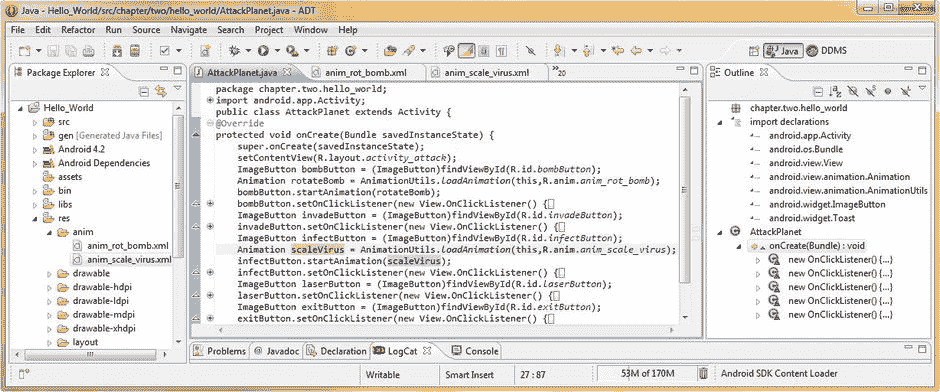 Java - Hello_World/src/chapter/two/hello_world/AttackPlanet.java - ADT
File Edit Refactor Run Source Navigate Search Project Window Help
Java DDMS
Package Explorer
Hello_World
src
gen [Generated Java Files]
Android 4.2
Android Dependencies
assets
bin
libs
res
anim
anim_rot_bomb.xml
anim_scale_virus.xml
drawable
drawable-hdpi
drawable-ldpi
drawable-mdpi
drawable-xhdpi
layout
AttackPlanet.java anim_rot_bomb.xml anim_scale_virus.xml »20
package chapter.two.hello_world;
import android.app.Activity;
public class AttackPlanet extends Activity {
@Override
protected void onCreate(Bundle savedInstanceState) {
super.onCreate(savedInstanceState);
setContentView(R.layout.activity_attack);
ImageButton bombButton = (ImageButton)findViewById(R.id.bombButton);
Animation rotateBomb = AnimationUtils.loadAnimation(this,R.anim.anim_rot_bomb);
bombButton.startAnimation(rotateBomb);
bombButton.setOnClickListener(new View.OnClickListener() {
ImageButton invadeButton = (ImageButton)findViewById(R.id.invadeButton);
invadeButton.setOnClickListener(new View.OnClickListener() {
ImageButton infectButton = (ImageButton)findViewById(R.id.infectButton);
Animation scaleVirus = AnimationUtils.loadAnimation(this,R.anim.anim_scale_virus);
infectButton.startAnimation(scaleVirus);
infectButton.setOnClickListener(new View.OnClickListener() {
ImageButton laserButton = (ImageButton)findViewById(R.id.laserButton);
laserButton.setOnClickListener(new View.OnClickListener() {
ImageButton exitButton = (ImageButton)findViewById(R.id.exitButton);
exitButton.setOnClickListener(new View.OnClickListener() {
Outline
chapter.two.hello_world
import declarations
android.app.Activity
android.os.Bundle
android.view.View
android.view.animation.Animation
android.view.animation.AnimationUtils
android.widget.ImageButton
android.widget.Toast
AttackPlanet
onCreate(Bundle) : void
new OnClickListener() {...}
new OnClickListener() {...}
new OnClickListener() {...}
new OnClickListener() {...}
new OnClickListener() {...}
Problems @ Javadoc Declaration LogCat Console
Writable Smart Insert 27 : 87 53M of 170M Android SDK Content Loader